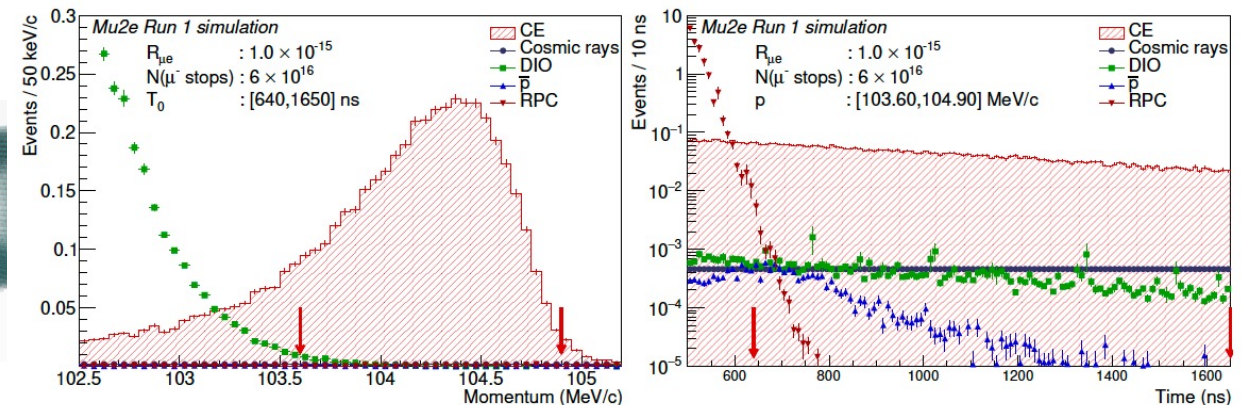 Mu2e Run 1 simulation
R_μe : 1.0 × 10^-15
N(μ^- stops) : 6 × 10^16
T_0 : [640,1650] ns
CE
Cosmic rays
DIO
p̅
RPC
Events / 50 keV/c
0.3
0.25
0.2
0.15
0.1
0.05
102.5 103 103.5 104 104.5 105
Momentum (MeV/c)
Mu2e Run 1 simulation
R_μe : 1.0 × 10^-15
N(μ^- stops) : 6 × 10^16
p : [103.60,104.90] MeV/c
CE
Cosmic rays
DIO
p̅
RPC
Events / 10 ns
10
1
10^-1
10^-2
10^-3
10^-4
10^-5
600 800 1000 1200 1400 1600
Time (ns)